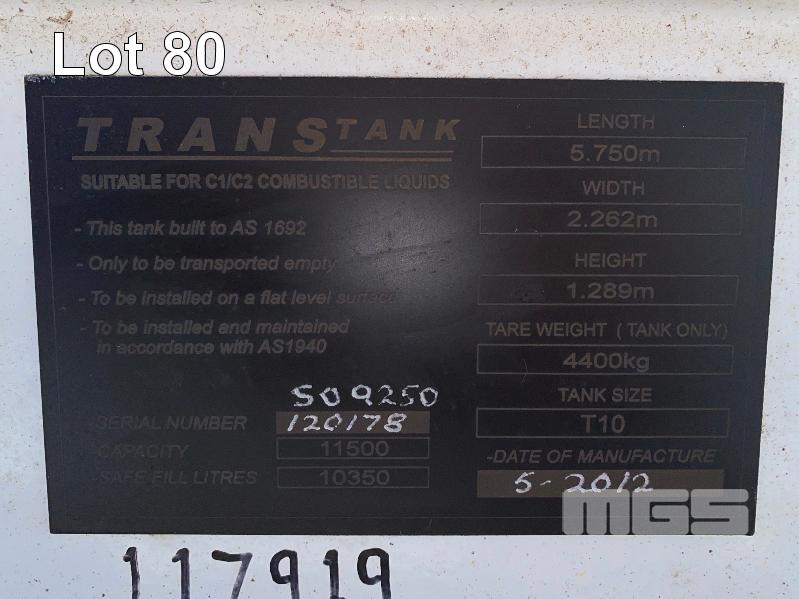 Lot 80
TRANSTANK
SUITABLE FOR C1/C2 COMBUSTIBLE LIQUIDS
- This tank built to AS 1692
- Only to be transported empty
- To be installed on a flat level surface
- To be installed and maintained
in accordance with AS1940
SO 9250
SERIAL NUMBER 120178
CAPACITY 11500
SAFE FILL LITRES 10350
LENGTH
5.750m
WIDTH
2.262m
HEIGHT
1.289m
TARE WEIGHT ( TANK ONLY)
4400kg
TANK SIZE
T10
-DATE OF MANUFACTURE
5-2012
MGS
117919